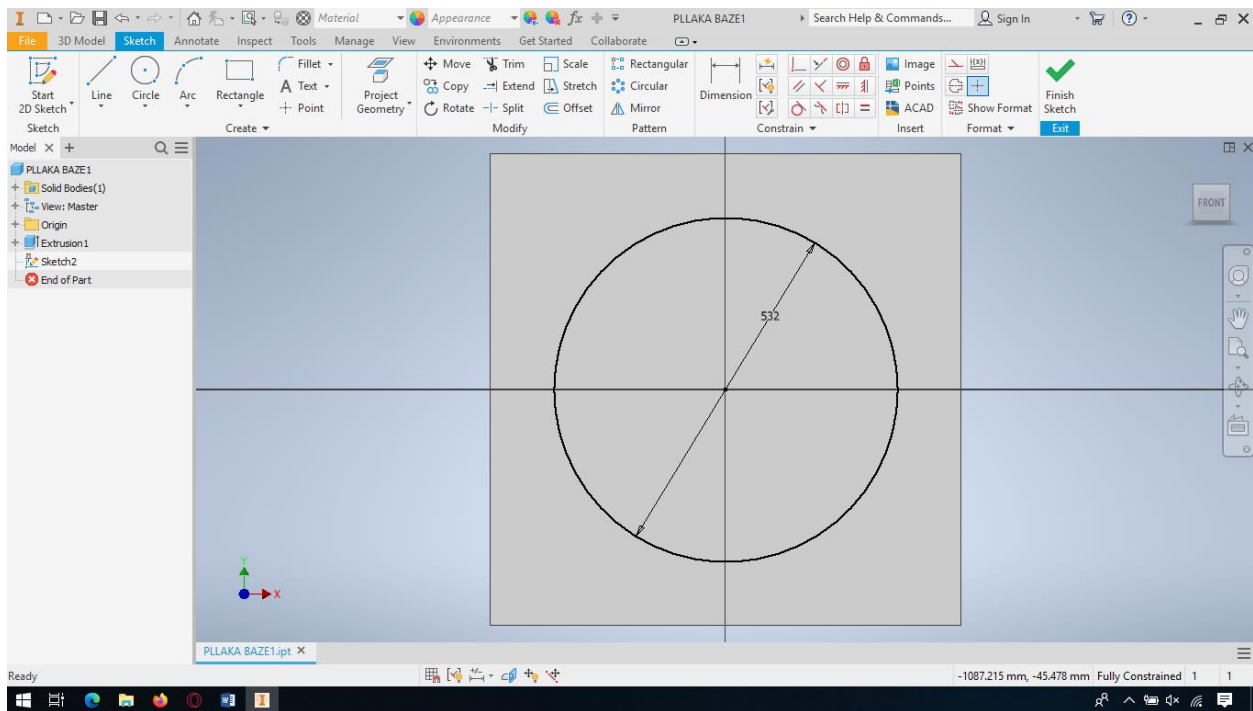 Material
Appearance
fx
PLLAKA BAZE1
Search Help & Commands...
Sign In
File 3D Model Sketch Annotate Inspect Tools Manage View Environments Get Started Collaborate
Start
2D Sketch
Line
Circle
Arc
Rectangle
Fillet
Text
Point
Project
Geometry
Move
Copy
Rotate
Trim
Extend
Split
Scale
Stretch
Offset
Rectangular
Circular
Mirror
Dimension
Image
Points
ACAD
Show Format
Finish
Sketch
Sketch
Create
Modify
Pattern
Constrain
Insert
Format
Exit
Model
PLLAKA BAZE1
Solid Bodies(1)
View: Master
Origin
Extrusion1
Sketch2
End of Part
FRONT
532
Y
X
PLLAKA BAZE1.ipt
Ready
-1087.215 mm, -45.478 mm Fully Constrained 1 1